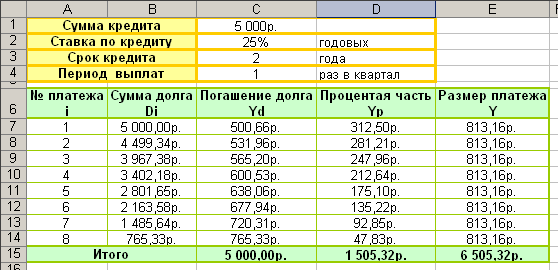 A B C D E
1 Сумма кредита 5 000р.
2 Ставка по кредиту 25% годовых
3 Срок кредита 2 года
4 Период выплат 1 раз в квартал
6 № платежа i Сумма долга Di Погашение долга Yd Процентая часть Yp Размер платежа Y
7 1 5 000,00р. 500,66р. 312,50р. 813,16р.
8 2 4 499,34р. 531,96р. 281,21р. 813,16р.
9 3 3 967,38р. 565,20р. 247,96р. 813,16р.
10 4 3 402,18р. 600,53р. 212,64р. 813,16р.
11 5 2 801,65р. 638,06р. 175,10р. 813,16р.
12 6 2 163,58р. 677,94р. 135,22р. 813,16р.
13 7 1 485,64р. 720,31р. 92,85р. 813,16р.
14 8 765,33р. 765,33р. 47,83р. 813,16р.
15 Итого 5 000,00р. 1 505,32р. 6 505,32р.